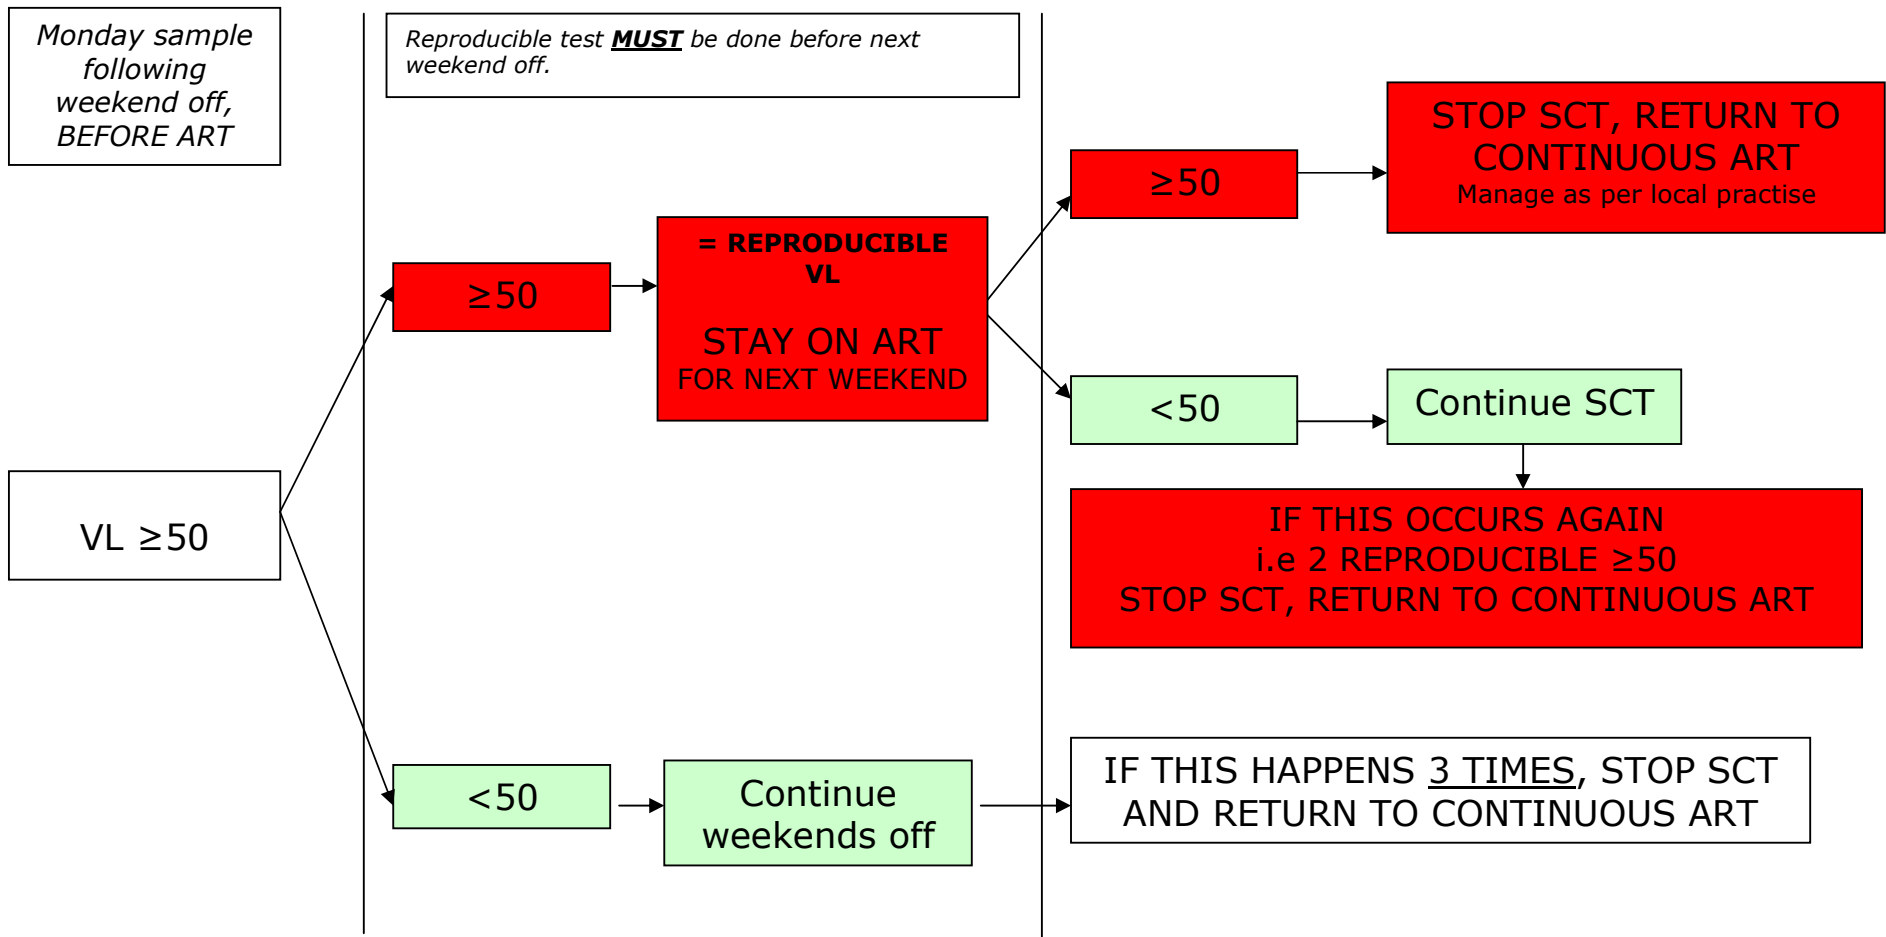 Monday sample
following
weekend off,
BEFORE ART
Reproducible test MUST be done before next
weekend off.
STOP SCT, RETURN TO
CONTINUOUS ART
Manage as per local practise
≥50
= REPRODUCIBLE
VL
STAY ON ART
FOR NEXT WEEKEND
≥50
<50
Continue SCT
IF THIS OCCURS AGAIN
i.e 2 REPRODUCIBLE ≥50
STOP SCT, RETURN TO CONTINUOUS ART
VL ≥50
<50
Continue
weekends off
IF THIS HAPPENS 3 TIMES, STOP SCT
AND RETURN TO CONTINUOUS ART